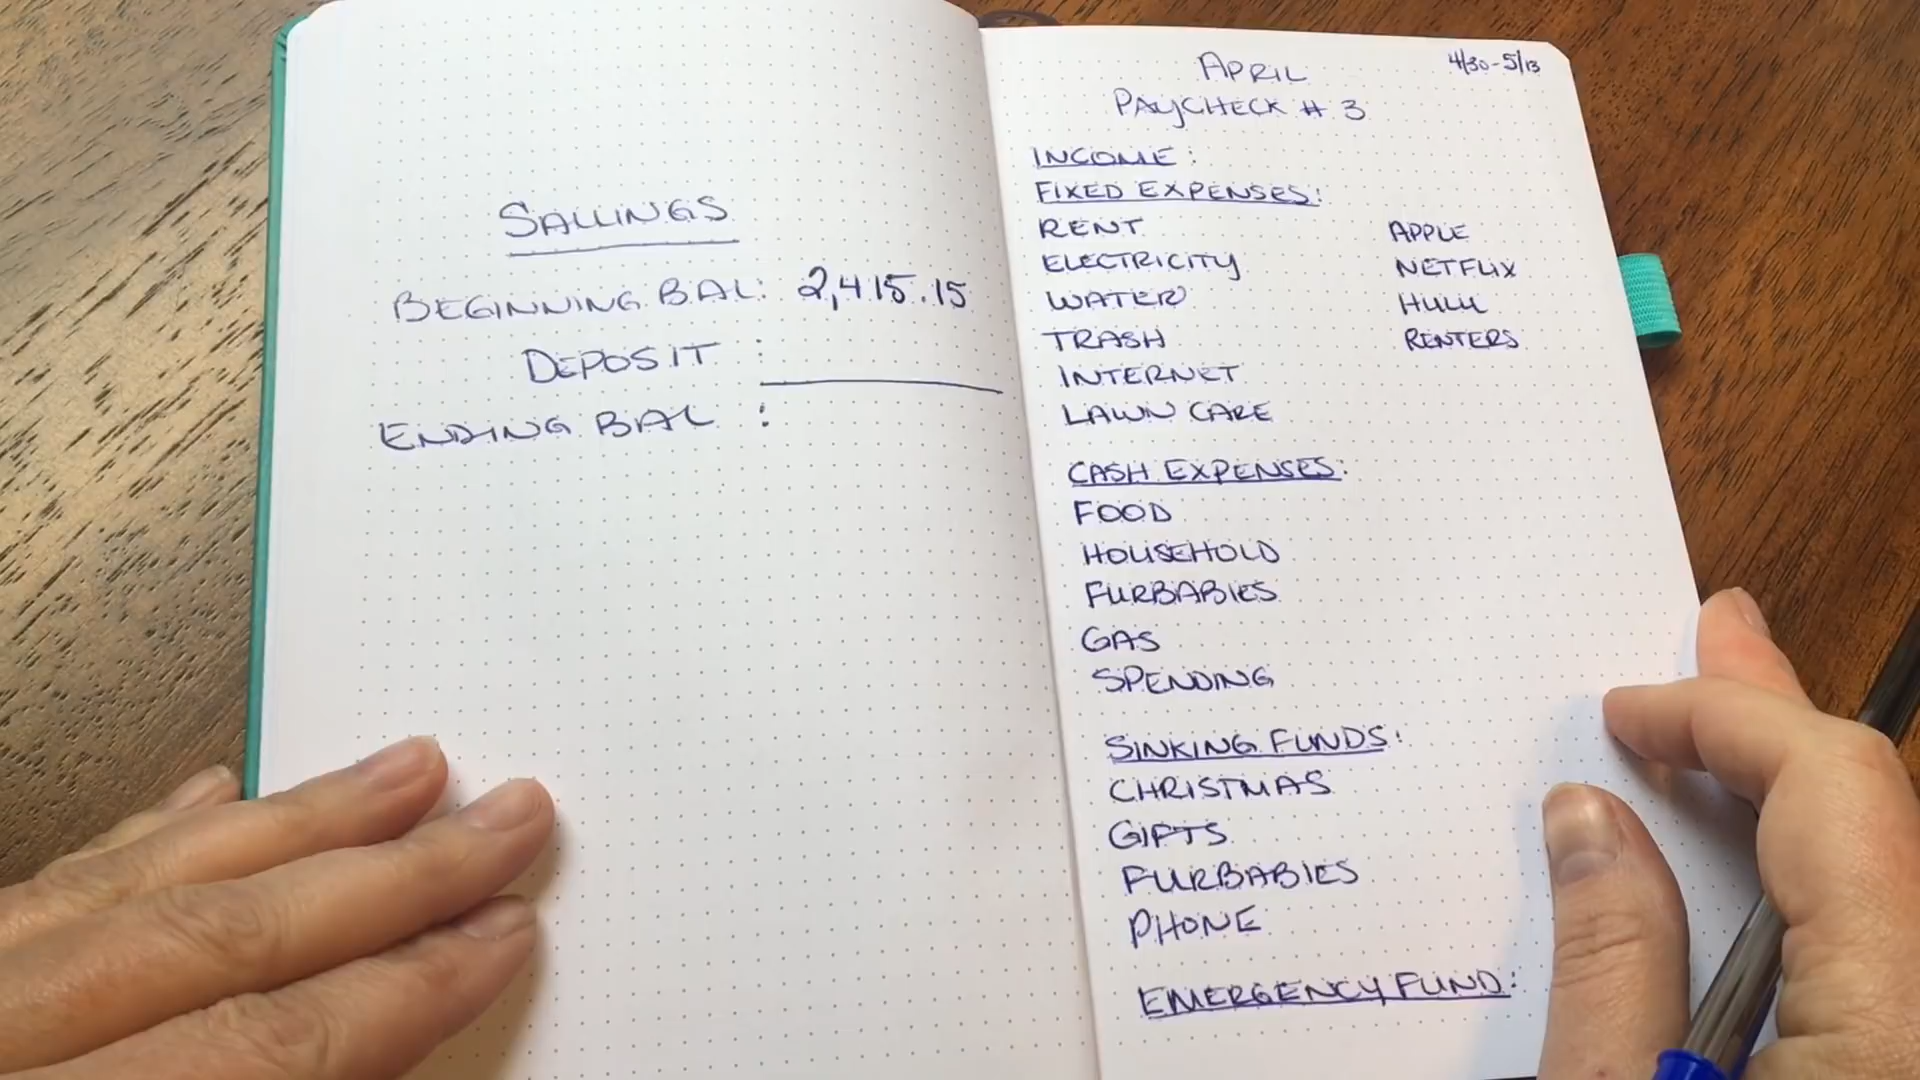 SAVINGS
BEGINNING BAL: 2,415.15
DEPOSIT :
ENDING BAL :
APRIL 4/30-5/13
PAYCHECK # 3
INCOME:
FIXED EXPENSES:
RENT APPLE
ELECTRICITY NETFLIX
WATER HULU
TRASH RENTERS
INTERNET
LAWN CARE
CASH EXPENSES:
FOOD
HOUSEHOLD
FURBABIES
GAS
SPENDING
SINKING FUNDS:
CHRISTMAS
GIFTS
FURBABIES
PHONE
EMERGENCY FUND: